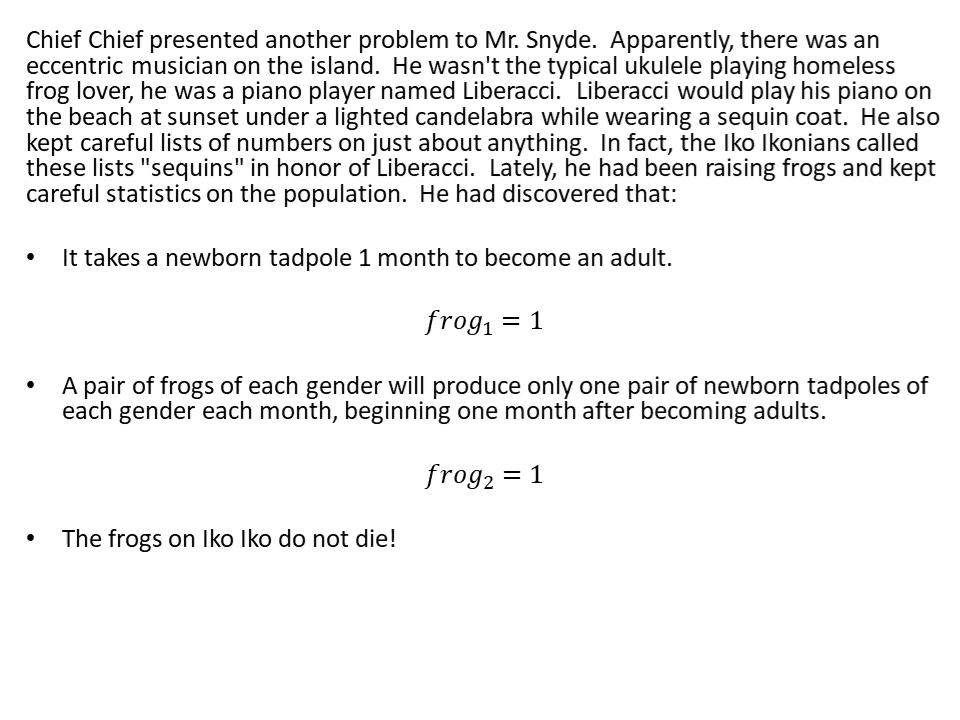 Chief Chief presented another problem to Mr. Snyde.  Apparently, there was an
eccentric musician on the island.  He wasn't the typical ukulele playing homeless
frog lover, he was a piano player named Liberacci.  Liberacci would play his piano on
the beach at sunset under a lighted candelabra while wearing a sequin coat.  He also
kept careful lists of numbers on just about anything.  In fact, the Iko Ikonians called
these lists "sequins" in honor of Liberacci.  Lately, he had been raising frogs and kept
careful statistics on the population.  He had discovered that:
• It takes a newborn tadpole 1 month to become an adult.
frog₁ = 1
• A pair of frogs of each gender will produce only one pair of newborn tadpoles of
each gender each month, beginning one month after becoming adults.
frog₂ = 1
• The frogs on Iko Iko do not die!